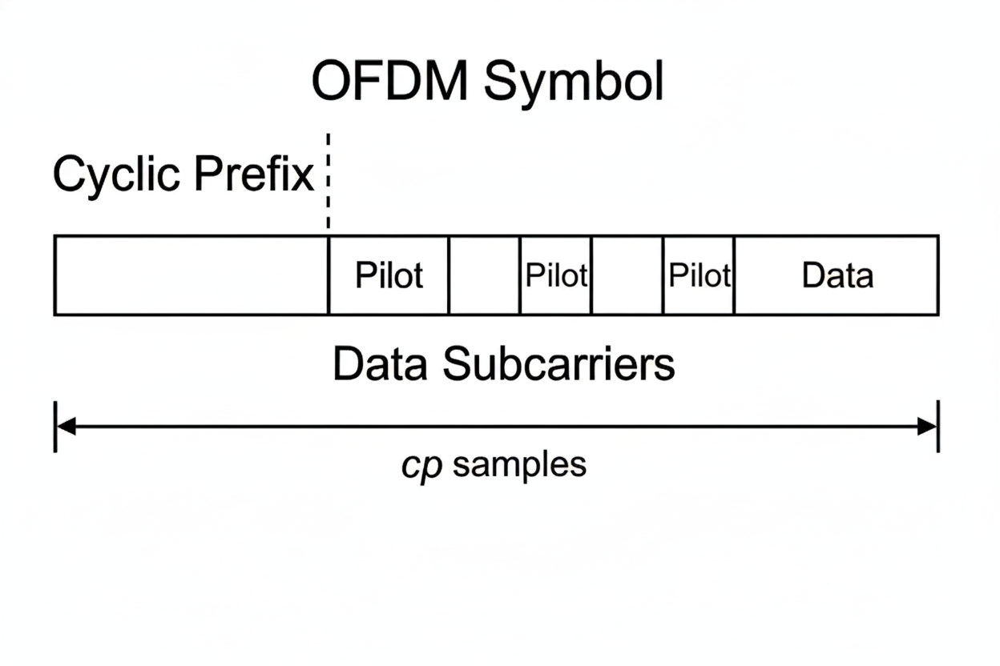 OFDM Symbol
Cyclic Prefix
Pilot Pilot Pilot Data
Data Subcarriers
cp samples